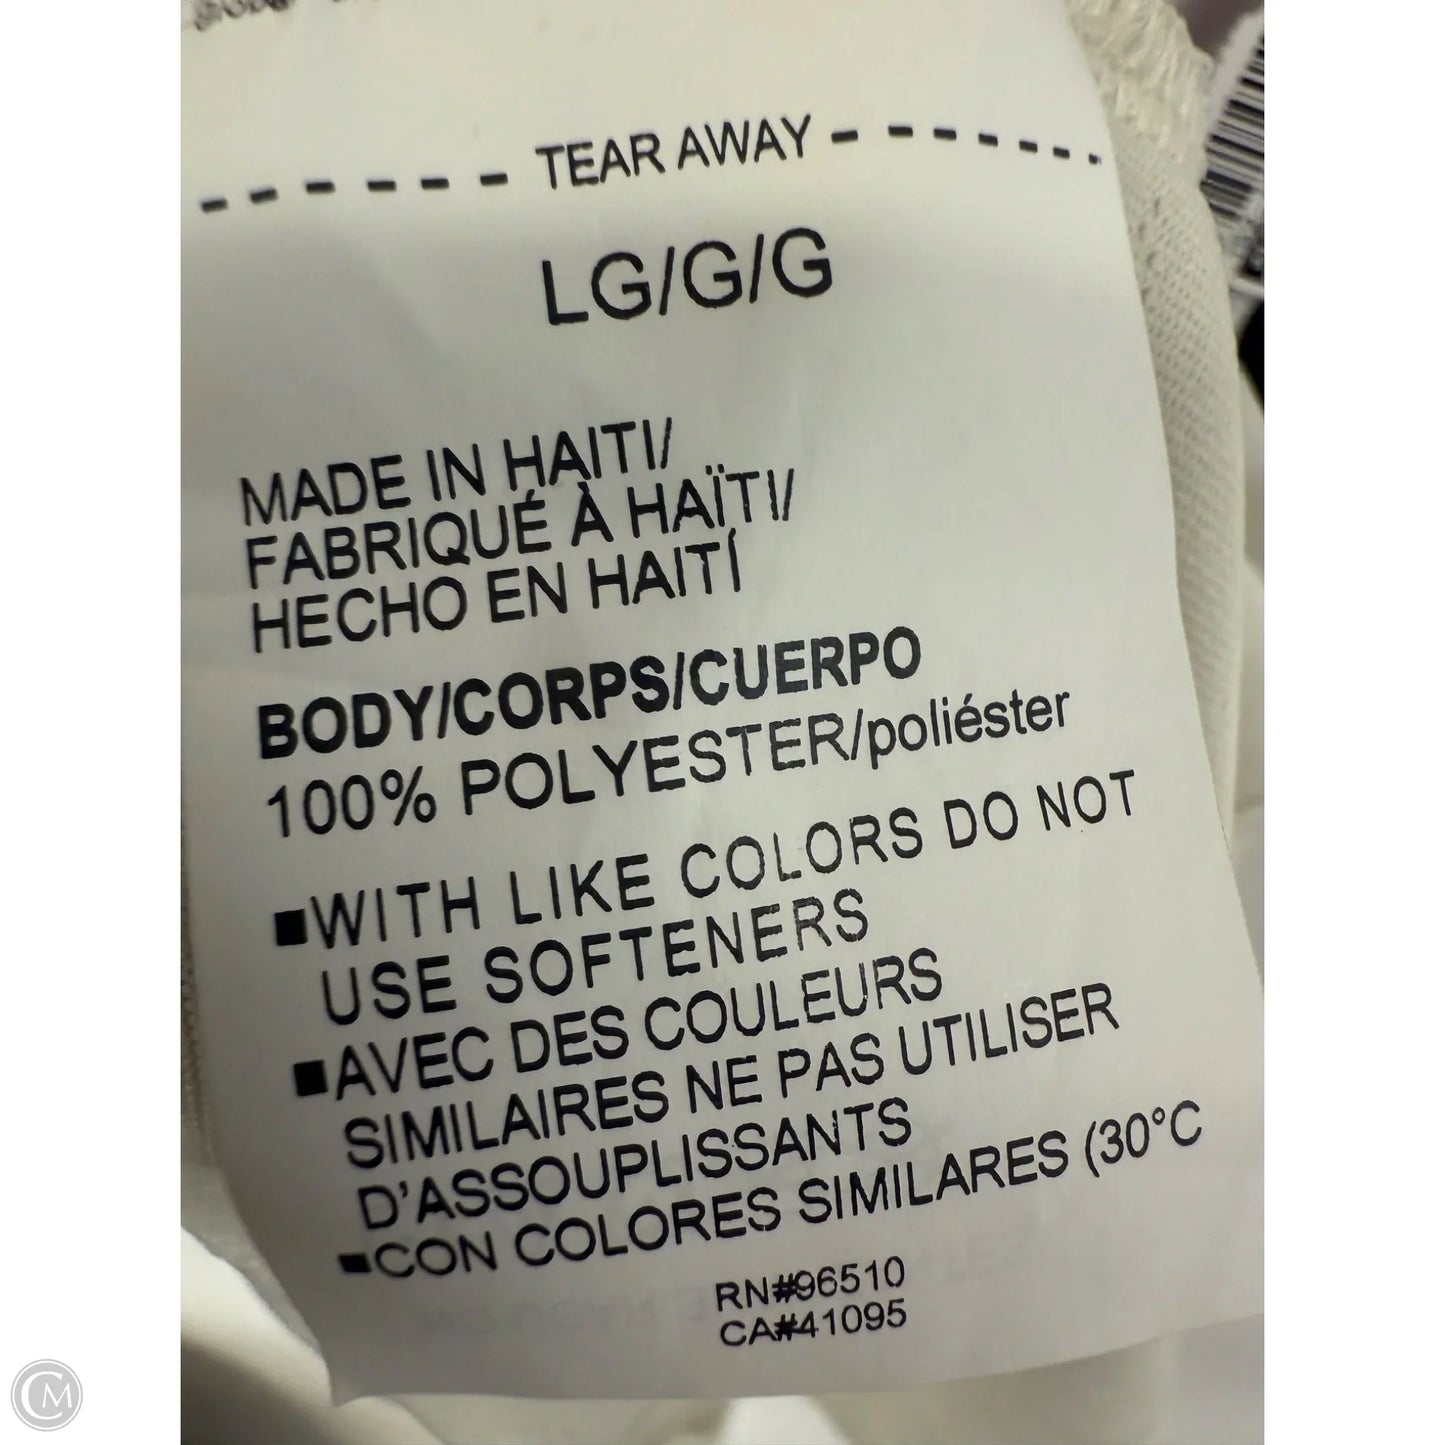 TEAR AWAY
LG/G/G
MADE IN HAITI/
FABRIQUÉ À HAÏTI/
HECHO EN HAITÍ
BODY/CORPS/CUERPO
100% POLYESTER/poliéster
■WITH LIKE COLORS DO NOT
USE SOFTENERS
■AVEC DES COULEURS
SIMILAIRES NE PAS UTILISER
D'ASSOUPLISSANTS
■CON COLORES SIMILARES (30°C
RN#96510
CA#41095
CM